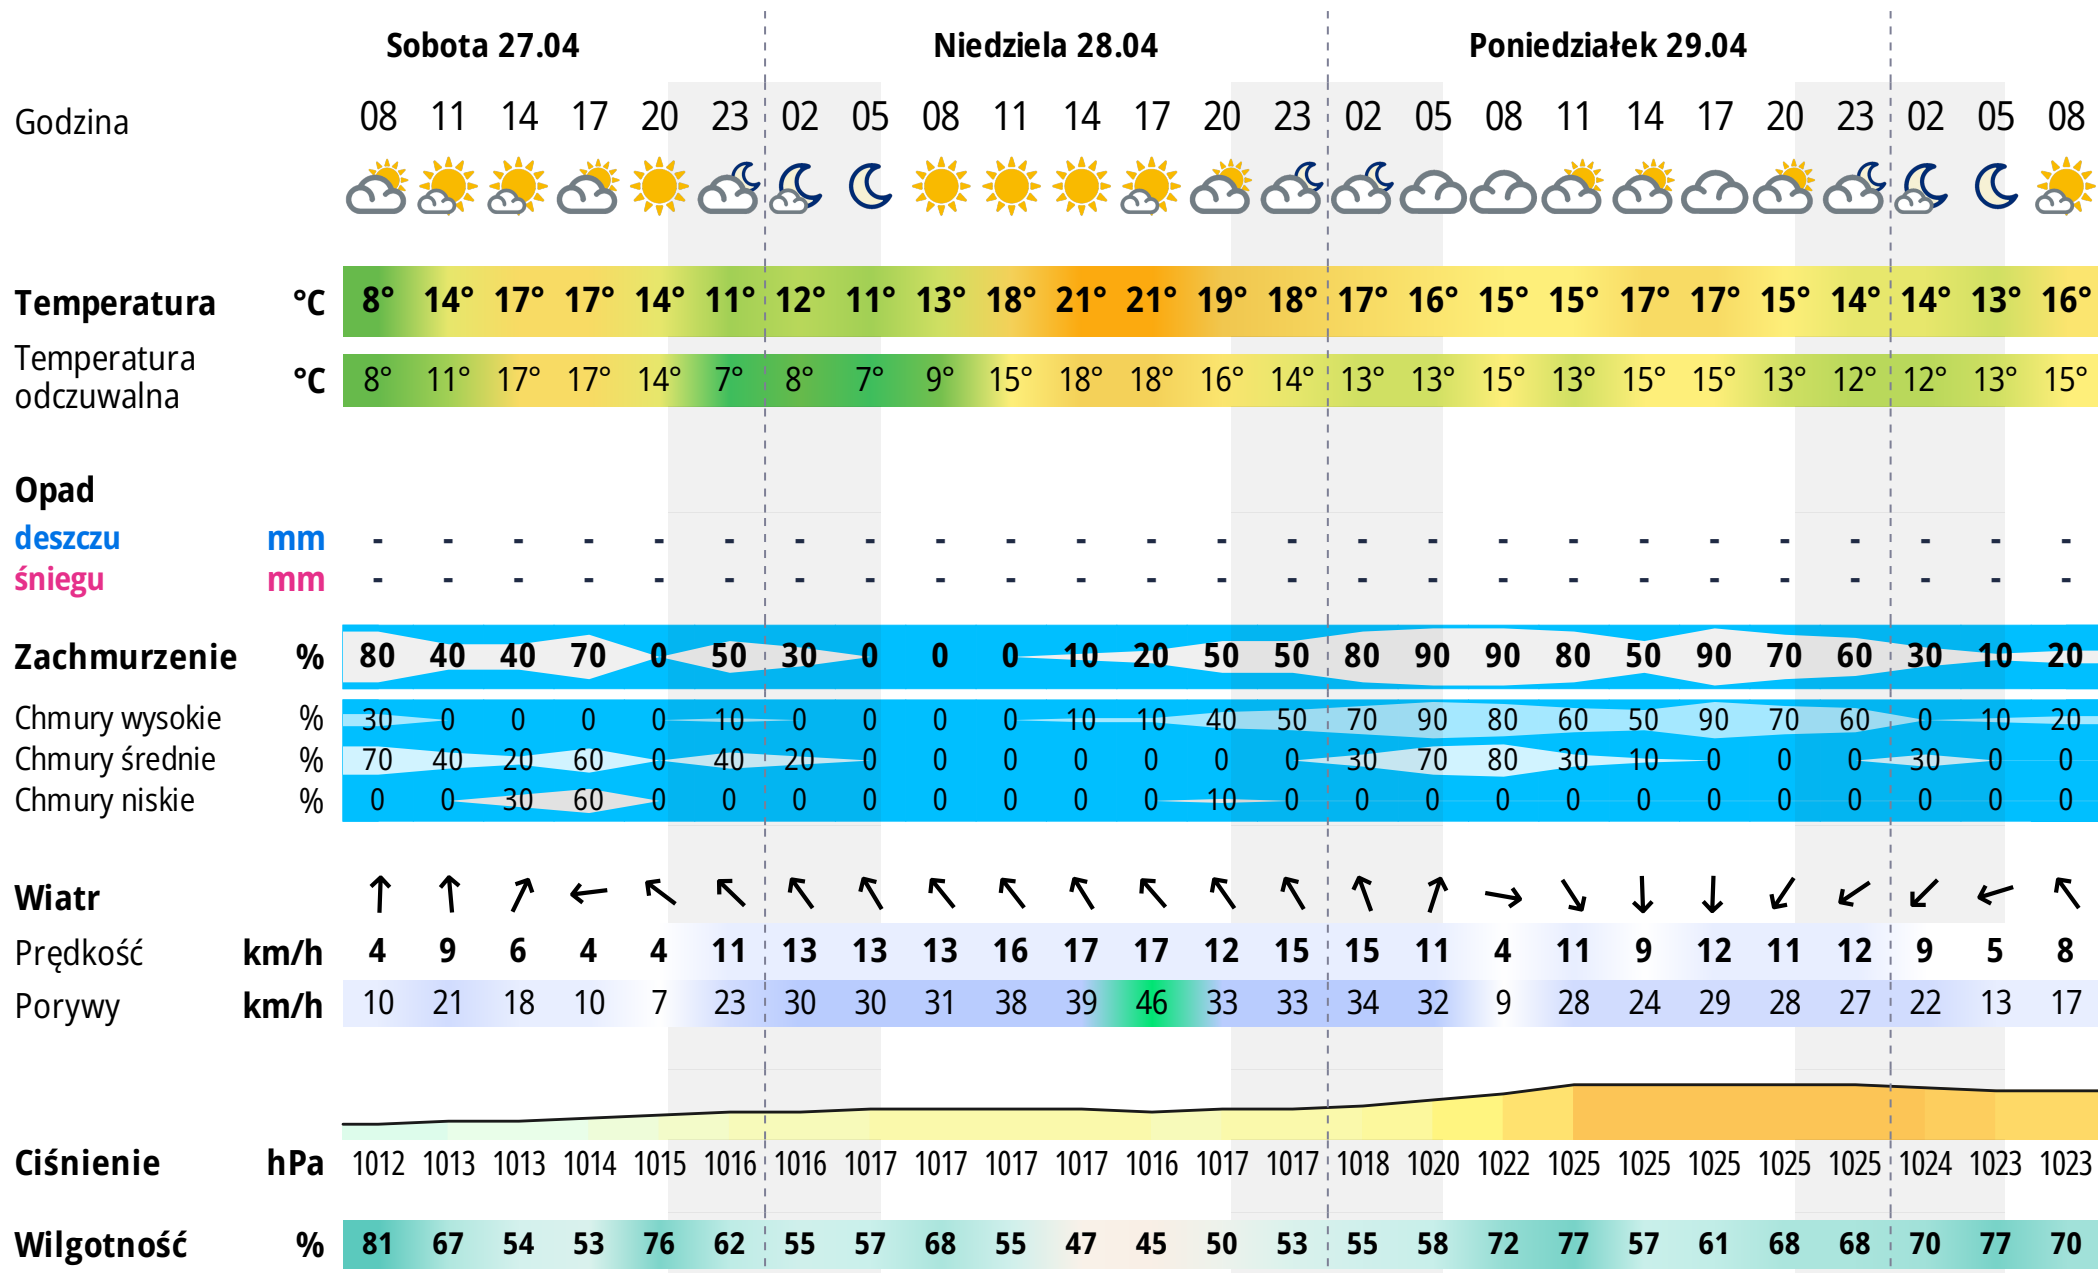 Sobota 27.04 Niedziela 28.04 Poniedziałek 29.04
Godzina 08 11 14 17 20 23 02 05 08 11 14 17 20 23 02 05 08 11 14 17 20 23 02 05 08
Temperatura °C 8° 14° 17° 17° 14° 11° 12° 11° 13° 18° 21° 21° 19° 18° 17° 16° 15° 15° 17° 17° 15° 14° 14° 13° 16°
Temperatura
odczuwalna °C 8° 11° 17° 17° 14° 7° 8° 7° 9° 15° 18° 18° 16° 14° 13° 13° 15° 13° 15° 15° 13° 12° 12° 13° 15°
Opad
deszczu mm - - - - - - - - - - - - - - - - - - - - - - - - -
śniegu mm - - - - - - - - - - - - - - - - - - - - - - - - -
Zachmurzenie % 80 40 40 70 0 50 30 0 0 0 10 20 50 50 80 90 90 80 50 90 70 60 30 10 20
Chmury wysokie % 30 0 0 0 0 10 0 0 0 0 10 10 40 50 70 90 80 60 50 90 70 60 0 10 20
Chmury średnie % 70 40 20 60 0 40 20 0 0 0 0 0 0 0 30 70 80 30 10 0 0 0 30 0 0
Chmury niskie % 0 0 30 60 0 0 0 0 0 0 0 0 10 0 0 0 0 0 0 0 0 0 0 0 0
Wiatr
Prędkość km/h 4 9 6 4 4 11 13 13 13 16 17 17 12 15 15 11 4 11 9 12 11 12 9 5 8
Porywy km/h 10 21 18 10 7 23 30 30 31 38 39 46 33 33 34 32 9 28 24 29 28 27 22 13 17
Ciśnienie hPa 1012 1013 1013 1014 1015 1016 1016 1017 1017 1017 1017 1016 1017 1017 1018 1020 1022 1025 1025 1025 1025 1025 1024 1023 1023
Wilgotność % 81 67 54 53 76 62 55 57 68 55 47 45 50 53 55 58 72 77 57 61 68 68 70 77 70